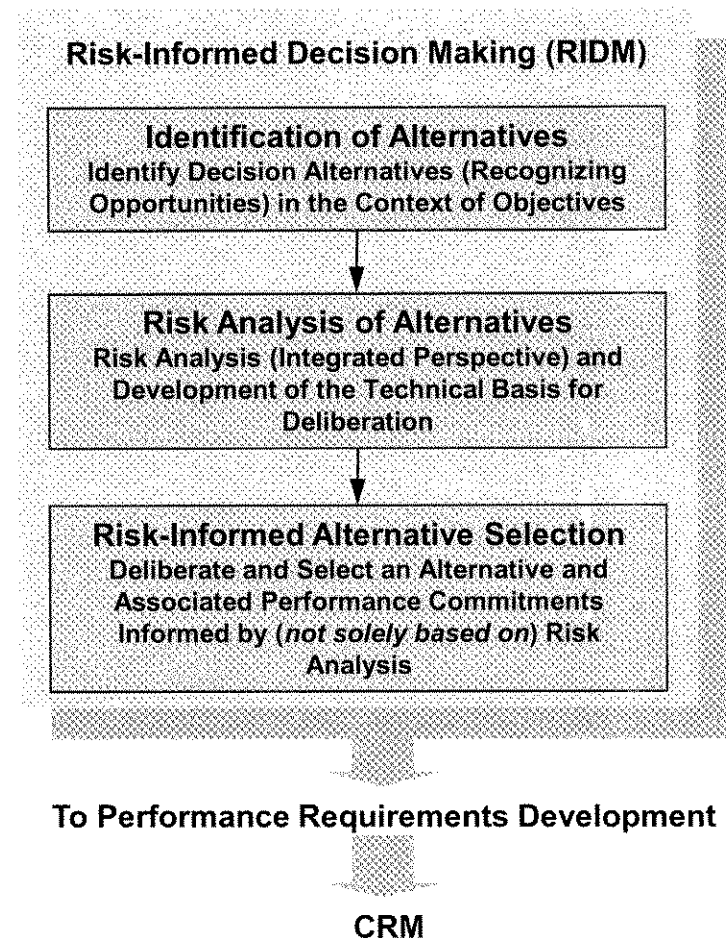 Risk-Informed Decision Making (RIDM)
Identification of Alternatives
Identify Decision Alternatives (Recognizing
Opportunities) in the Context of Objectives
Risk Analysis of Alternatives
Risk Analysis (Integrated Perspective) and
Development of the Technical Basis for
Deliberation
Risk-Informed Alternative Selection
Deliberate and Select an Alternative and
Associated Performance Commitments
Informed by (not solely based on) Risk
Analysis
To Performance Requirements Development
CRM